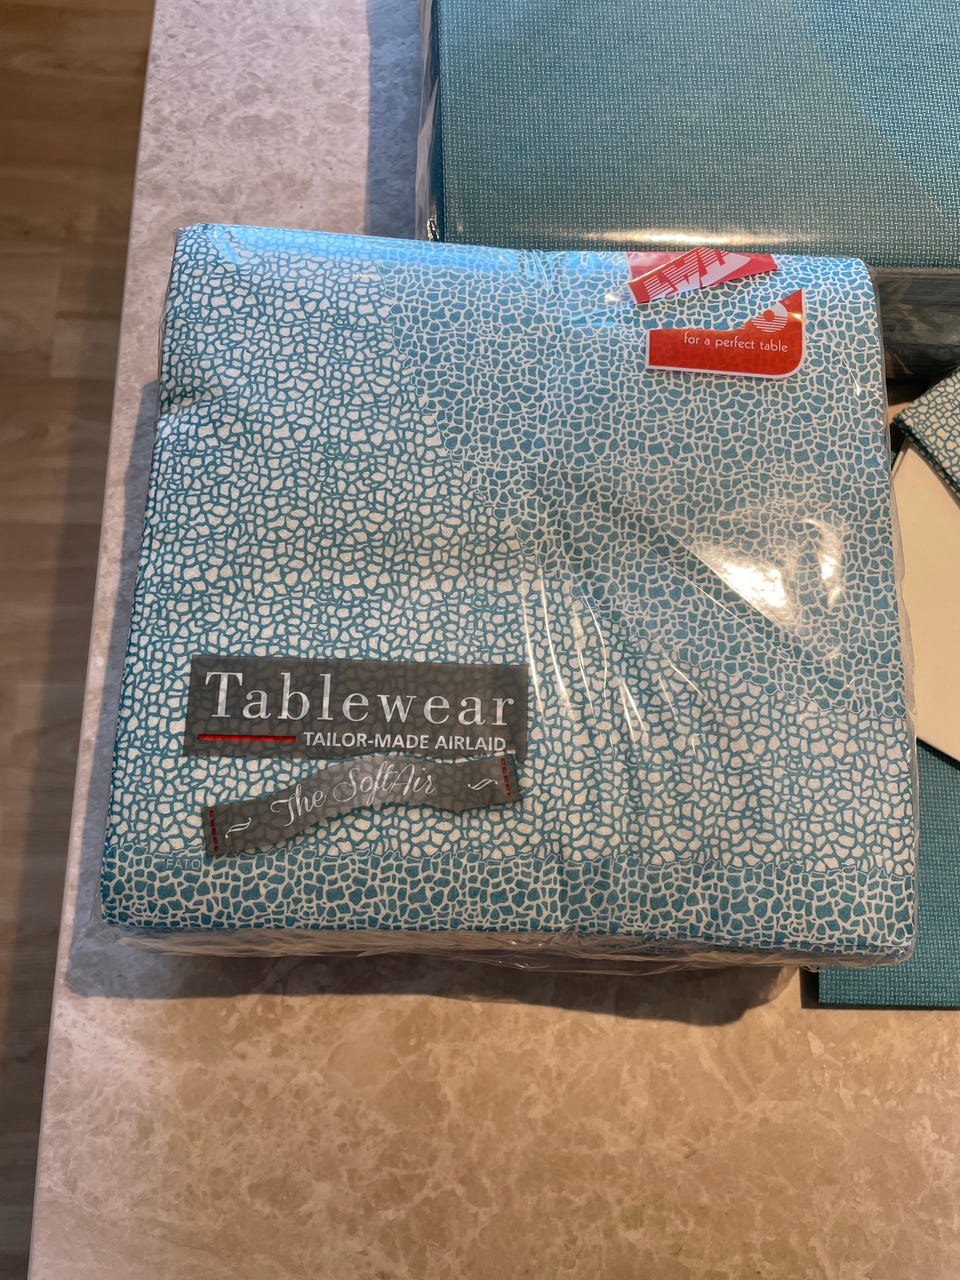 for a perfect table
Tablewear
TAILOR-MADE AIRLAID
The SoftAir